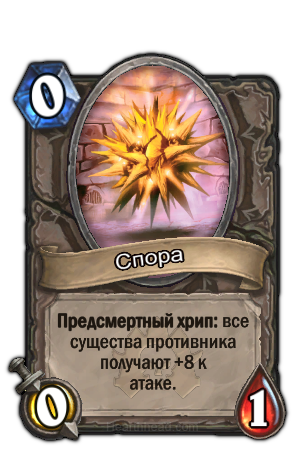 0
Спора
Предсмертный хрип: все
существа противника
получают +8 к
атаке.
0
1